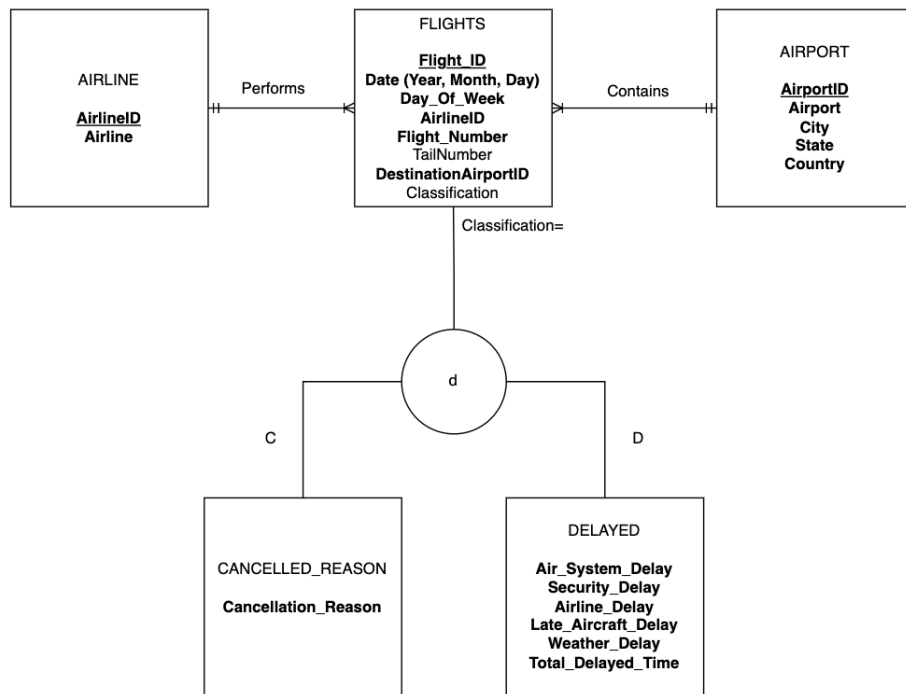 AIRLINE
AirlineID
Airline
Performs
FLIGHTS
Flight_ID
Date (Year, Month, Day)
Day_Of_Week
AirlineID
Flight_Number
TailNumber
DestinationAirportID
Classification
Contains
AIRPORT
AirportID
Airport
City
State
Country
Classification=
d
C
D
CANCELLED_REASON
Cancellation_Reason
DELAYED
Air_System_Delay
Security_Delay
Airline_Delay
Late_Aircraft_Delay
Weather_Delay
Total_Delayed_Time